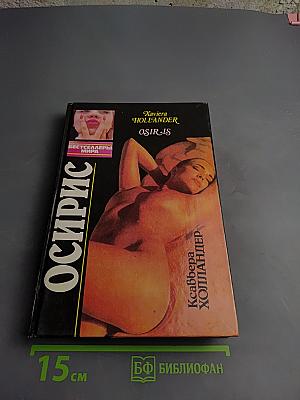 Xaviera
HOLLANDER
OSIRIS
БЕСТСЕЛЛЕРЫ
МИРА
ОСИРИС
Ксавьера
ХОЛЛАНДЕР
15 см
БФ БИБЛИОФАН